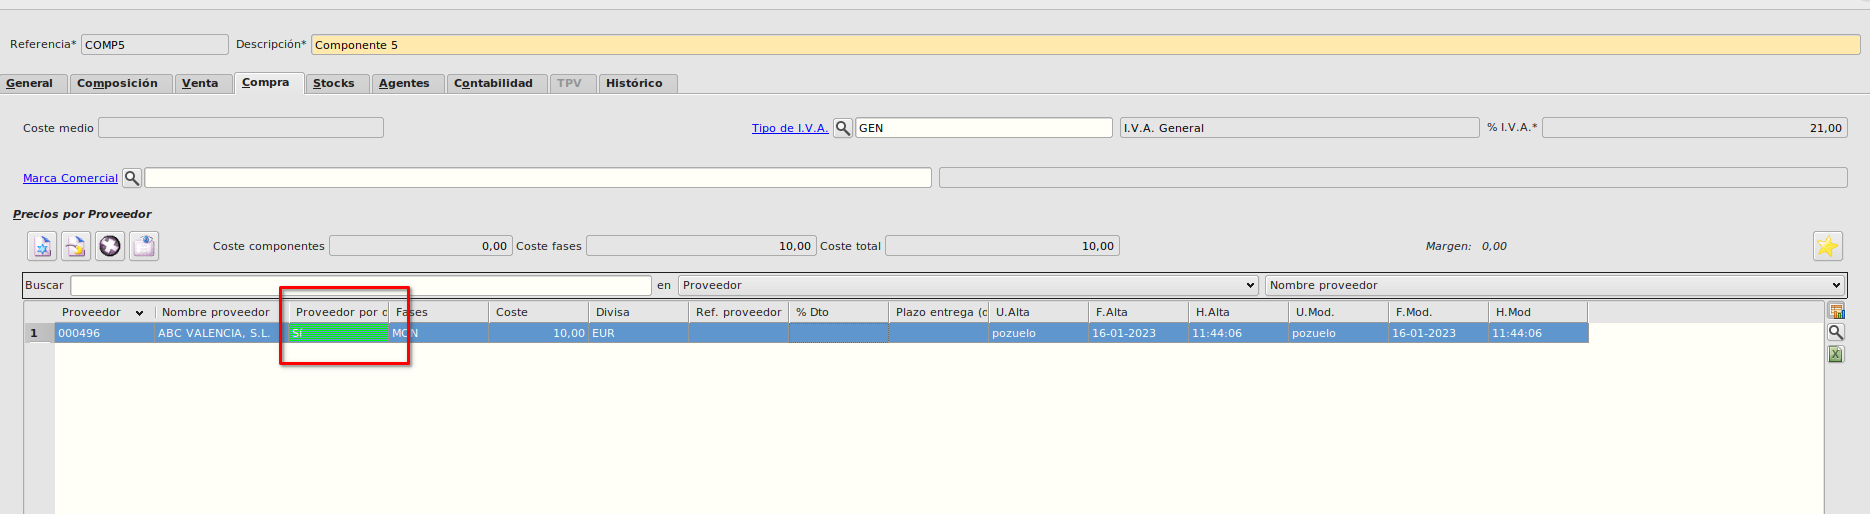 Referencia* COMP5 Descripción* Componente 5
General Composición Venta Compra Stocks Agentes Contabilidad TPV Histórico
Coste medio Tipo de I.V.A. GEN I.V.A. General % I.V.A.* 21,00
Marca Comercial
Precios por Proveedor
Coste componentes 0,00 Coste fases 10,00 Coste total 10,00 Margen: 0,00
Buscar en Proveedor Nombre proveedor
Proveedor Nombre proveedor Proveedor por d Fases Coste Divisa Ref. proveedor % Dto Plazo entrega (d U.Alta F.Alta H.Alta U.Mod. F.Mod. H.Mod
1 000496 ABC VALENCIA, S.L. Sí MON 10,00 EUR pozuelo 16-01-2023 11:44:06 pozuelo 16-01-2023 11:44:06